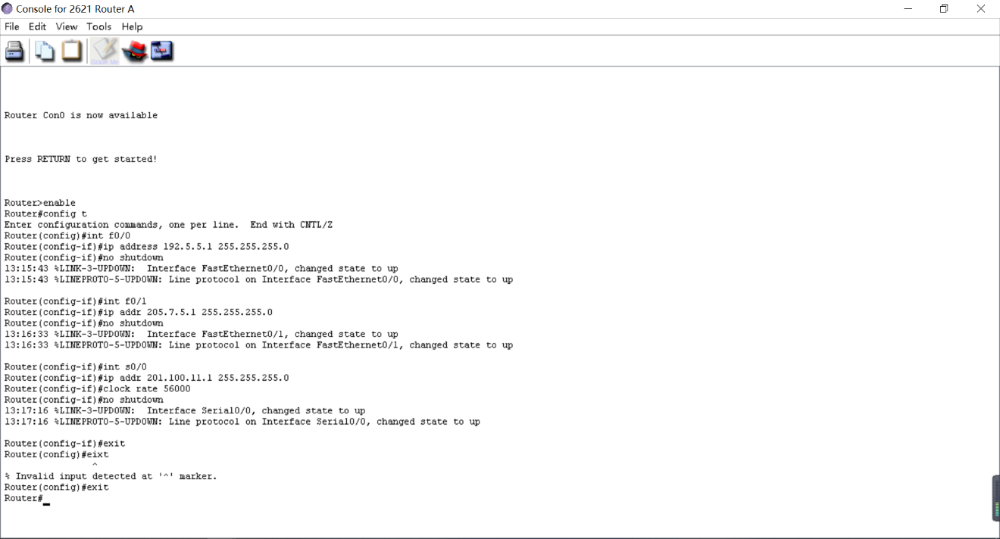 Console for 2621 Router A
File Edit View Tools Help
Grade Me
Router Con0 is now available
Press RETURN to get started!
Router>enable
Router#config t
Enter configuration commands, one per line.  End with CNTL/Z
Router(config)#int f0/0
Router(config-if)#ip address 192.5.5.1 255.255.255.0
Router(config-if)#no shutdown
13:15:43 %LINK-3-UPDOWN:  Interface FastEthernet0/0, changed state to up
13:15:43 %LINEPROTO-5-UPDOWN: Line protocol on Interface FastEthernet0/0, changed state to up
Router(config-if)#int f0/1
Router(config-if)#ip addr 205.7.5.1 255.255.255.0
Router(config-if)#no shutdown
13:16:33 %LINK-3-UPDOWN:  Interface FastEthernet0/1, changed state to up
13:16:33 %LINEPROTO-5-UPDOWN: Line protocol on Interface FastEthernet0/1, changed state to up
Router(config-if)#int s0/0
Router(config-if)#ip addr 201.100.11.1 255.255.255.0
Router(config-if)#clock rate 56000
Router(config-if)#no shutdown
13:17:16 %LINK-3-UPDOWN:  Interface Serial0/0, changed state to up
13:17:16 %LINEPROTO-5-UPDOWN: Line protocol on Interface Serial0/0, changed state to up
Router(config-if)#exit
Router(config)#eixt
^
% Invalid input detected at '^' marker.
Router(config)#exit
Router#